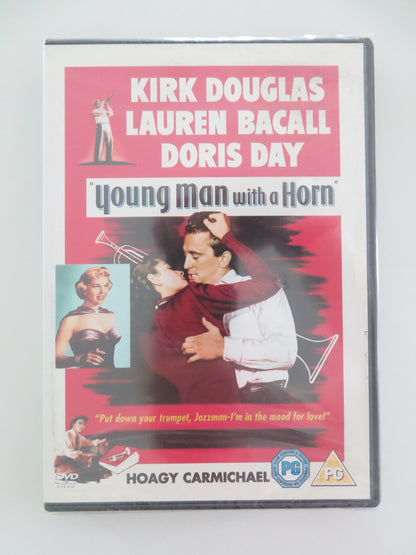 KIRK DOUGLAS
LAUREN BACALL
DORIS DAY
"young Man with a Horn"
"Put down your trumpet, Jazzman-I'm in the mood for love!"
DVD
VIDEO
HOAGY CARMICHAEL
PG
PG